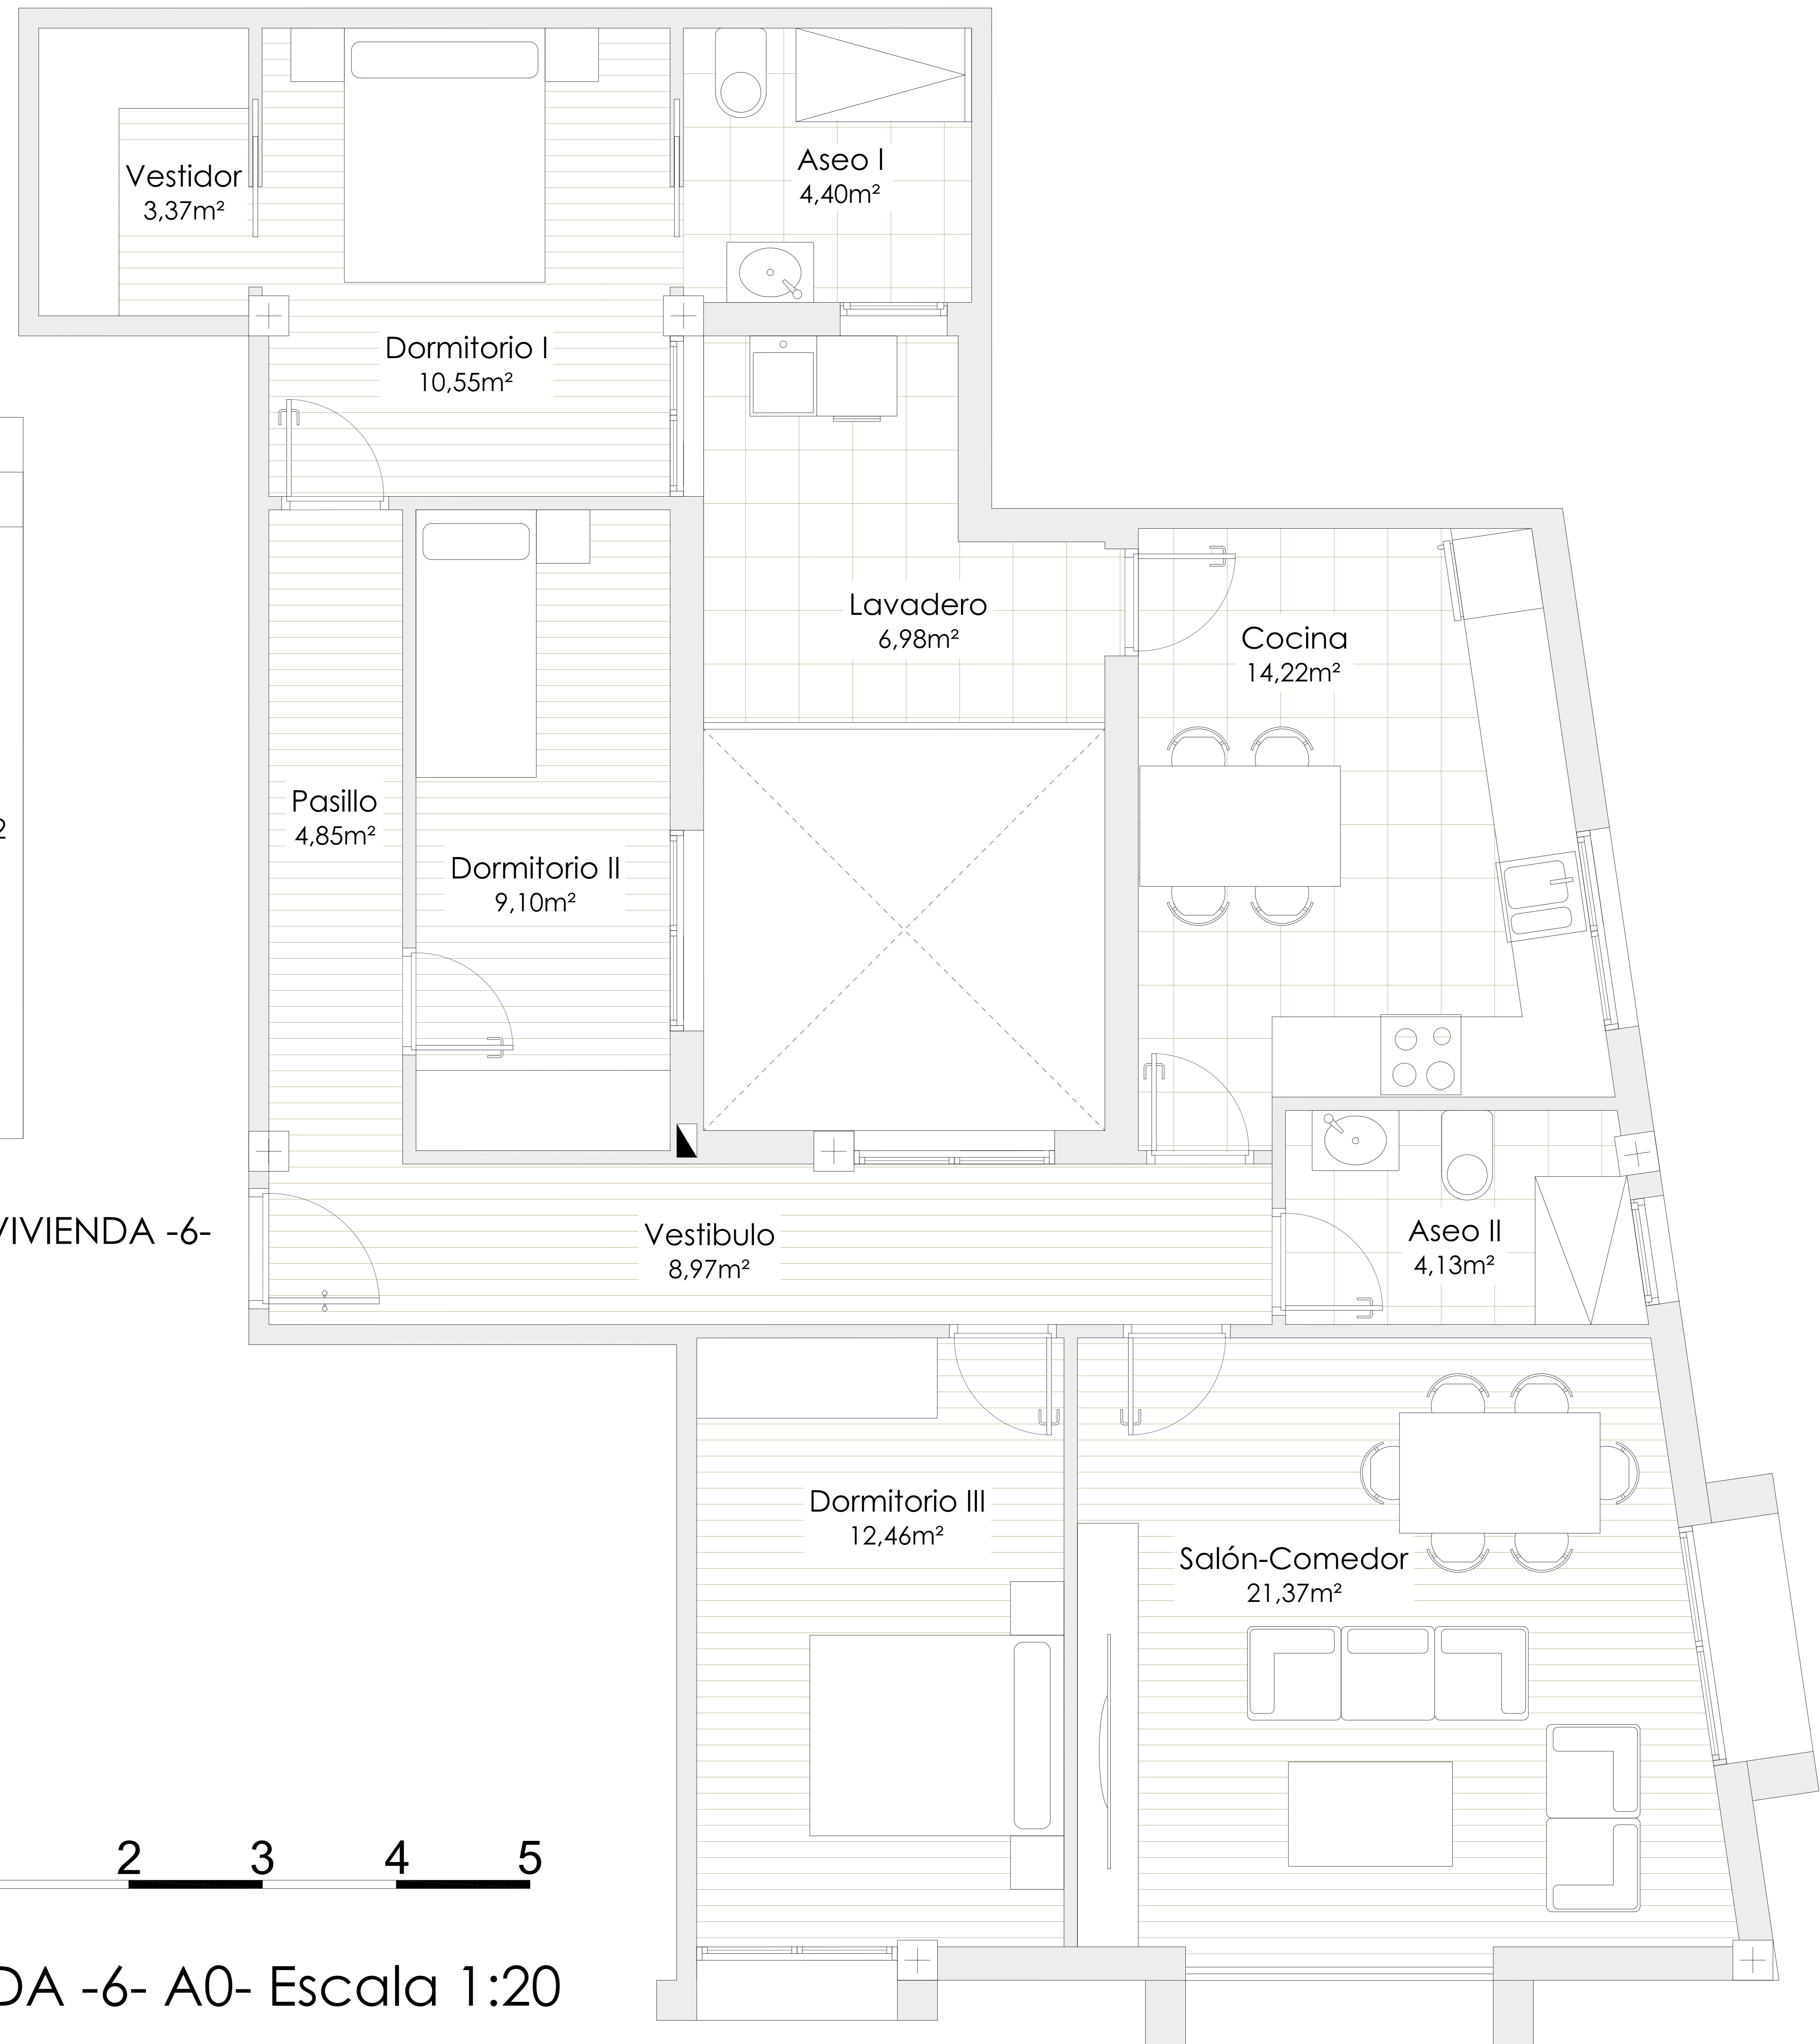 Vestidor
3,37m²
Aseo I
4,40m²
Dormitorio I
10,55m²
Lavadero
6,98m²
Cocina
14,22m²
Pasillo
4,85m²
2
Dormitorio II
9,10m²
VIVIENDA -6-
Vestibulo
8,97m²
Aseo II
4,13m²
Dormitorio III
12,46m²
Salón-Comedor
21,37m²
2 3 4 5
DA -6- A0- Escala 1:20